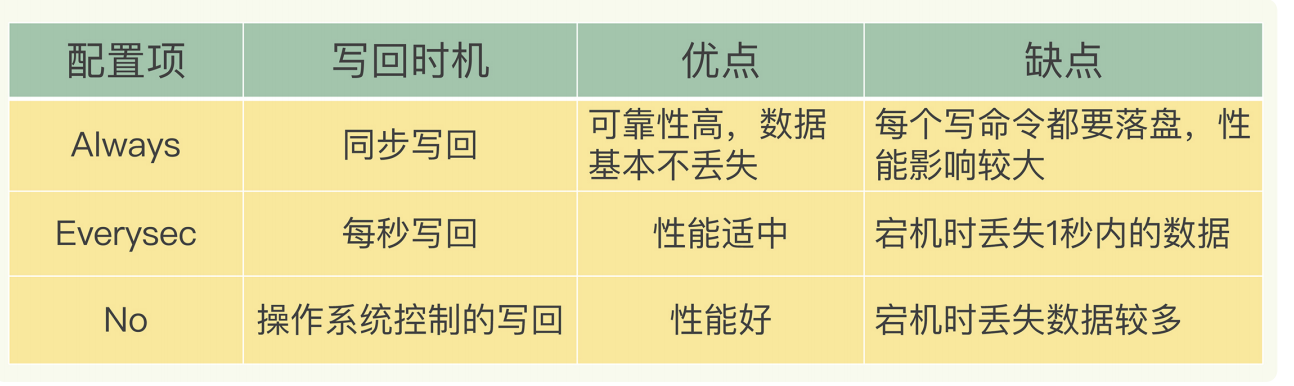 配置项 写回时机 优点 缺点
Always 同步写回 可靠性高，数据基本不丢失 每个写命令都要落盘，性能影响较大
Everysec 每秒写回 性能适中 宕机时丢失1秒内的数据
No 操作系统控制的写回 性能好 宕机时丢失数据较多